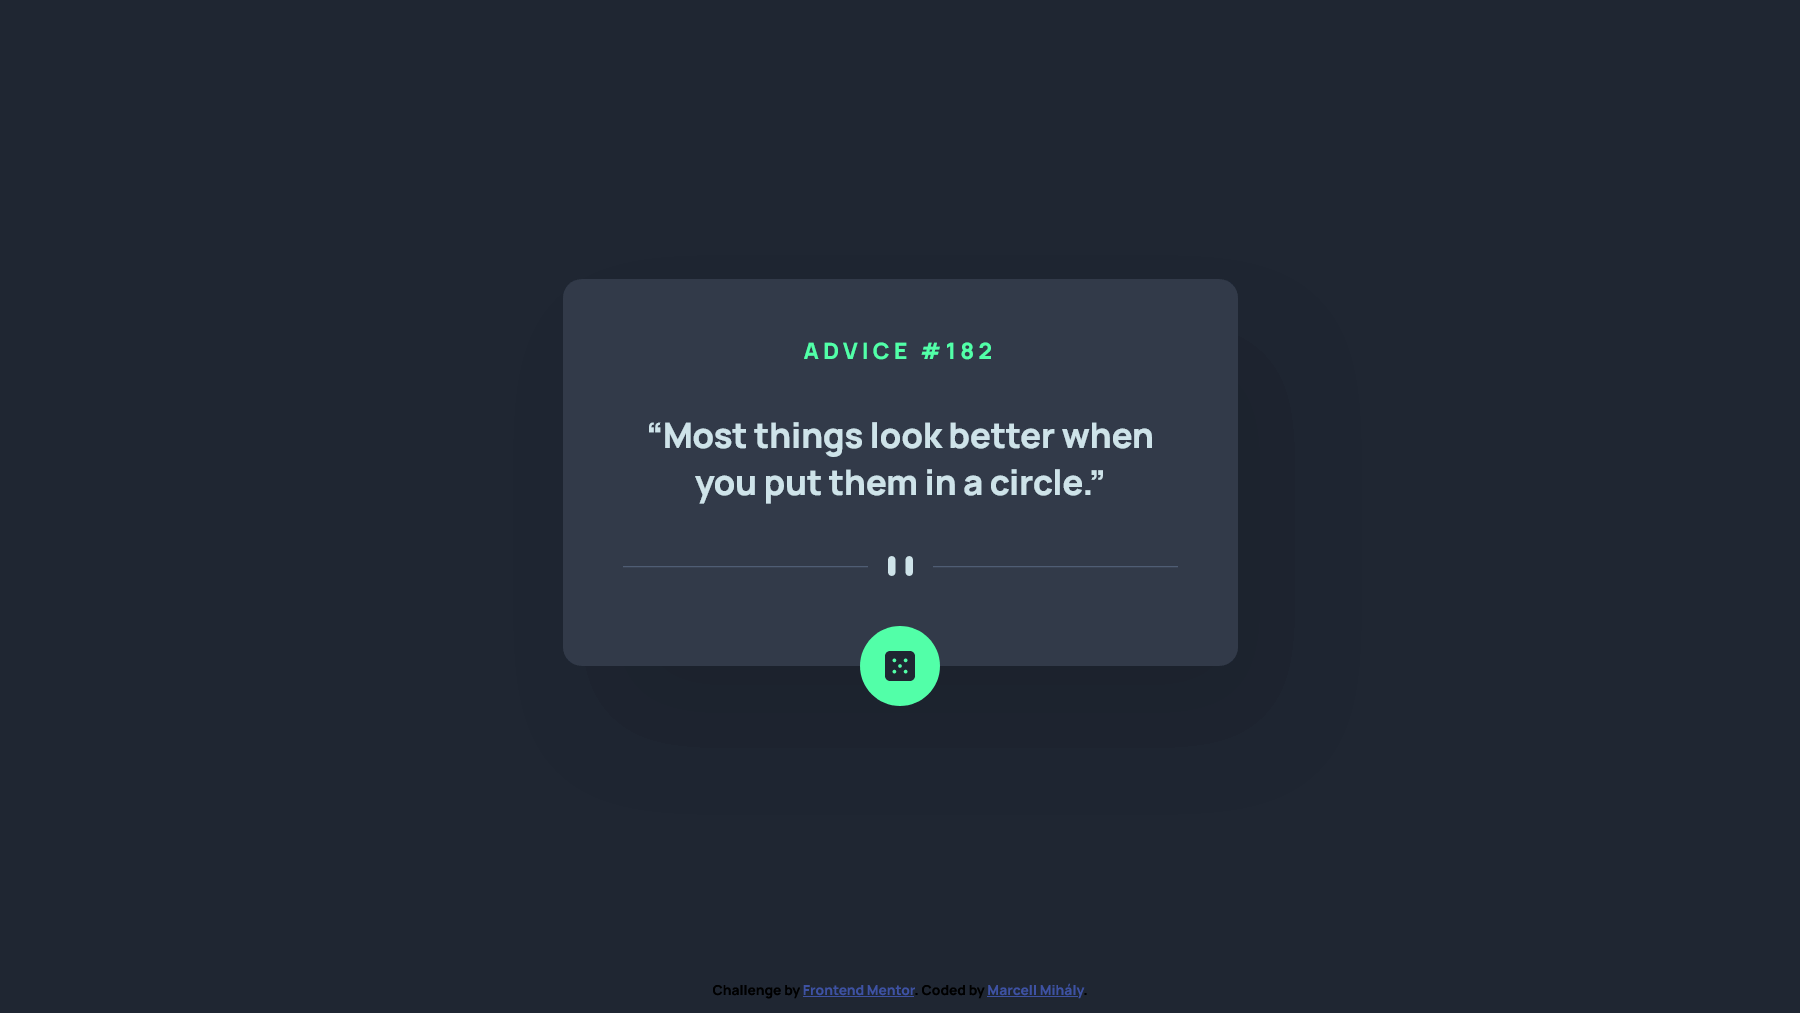 ADVICE #182
“Most things look better when
you put them in a circle.”
Challenge by Frontend Mentor. Coded by Marcell Mihály.